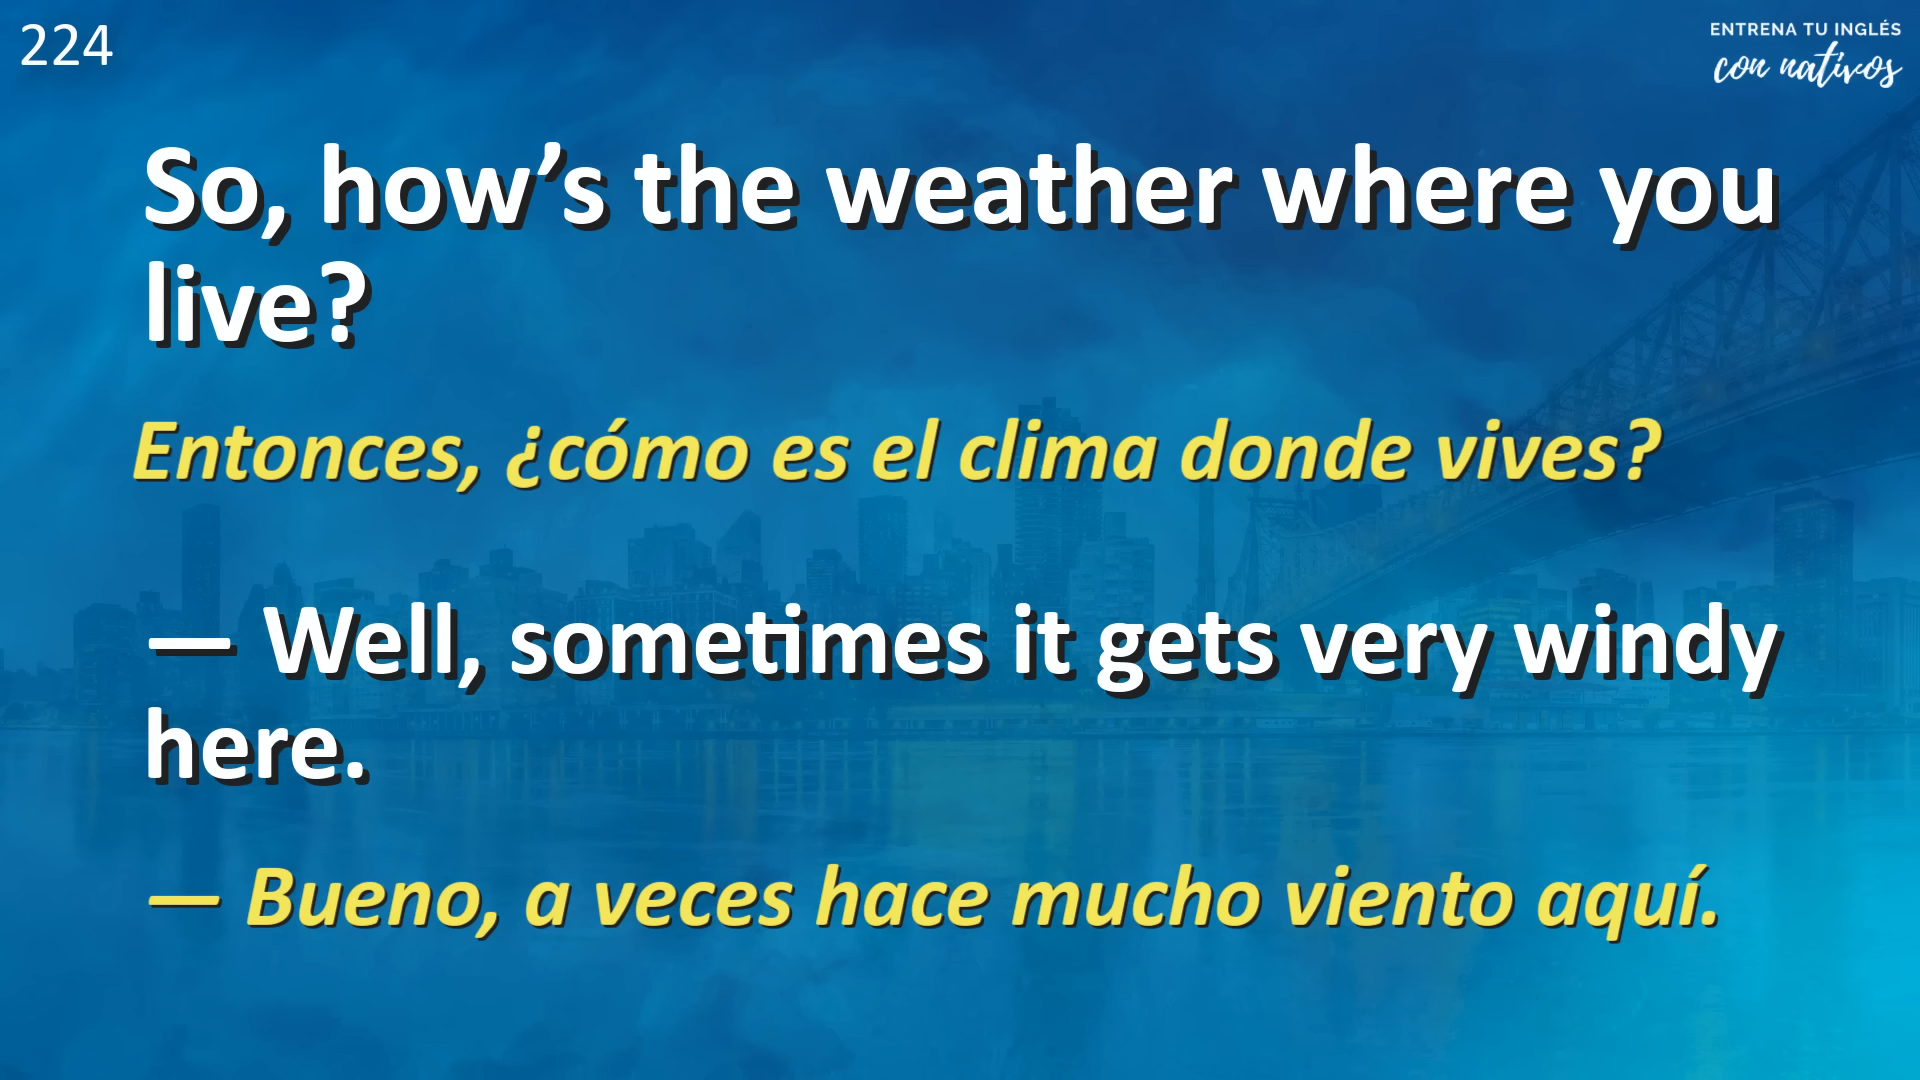 224
ENTRENA TU INGLÉS
con nativos
So, how’s the weather where you
live?
Entonces, ¿cómo es el clima donde vives?
— Well, sometimes it gets very windy
here.
— Bueno, a veces hace mucho viento aquí.